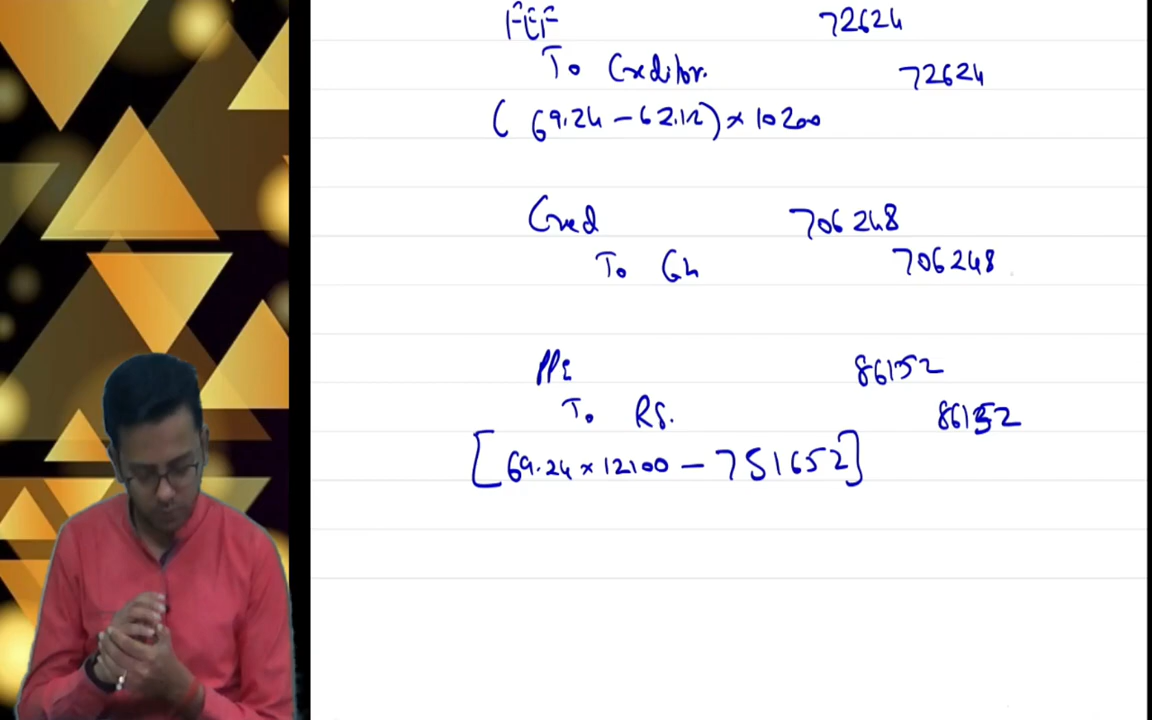 FEF 72624
To Creditor. 72624
( 69.24 - 62.12) × 10200
Cred 706248
To Gh 706248
PPE 86152
To RS. 86152
[69.24 × 12100 - 751652]